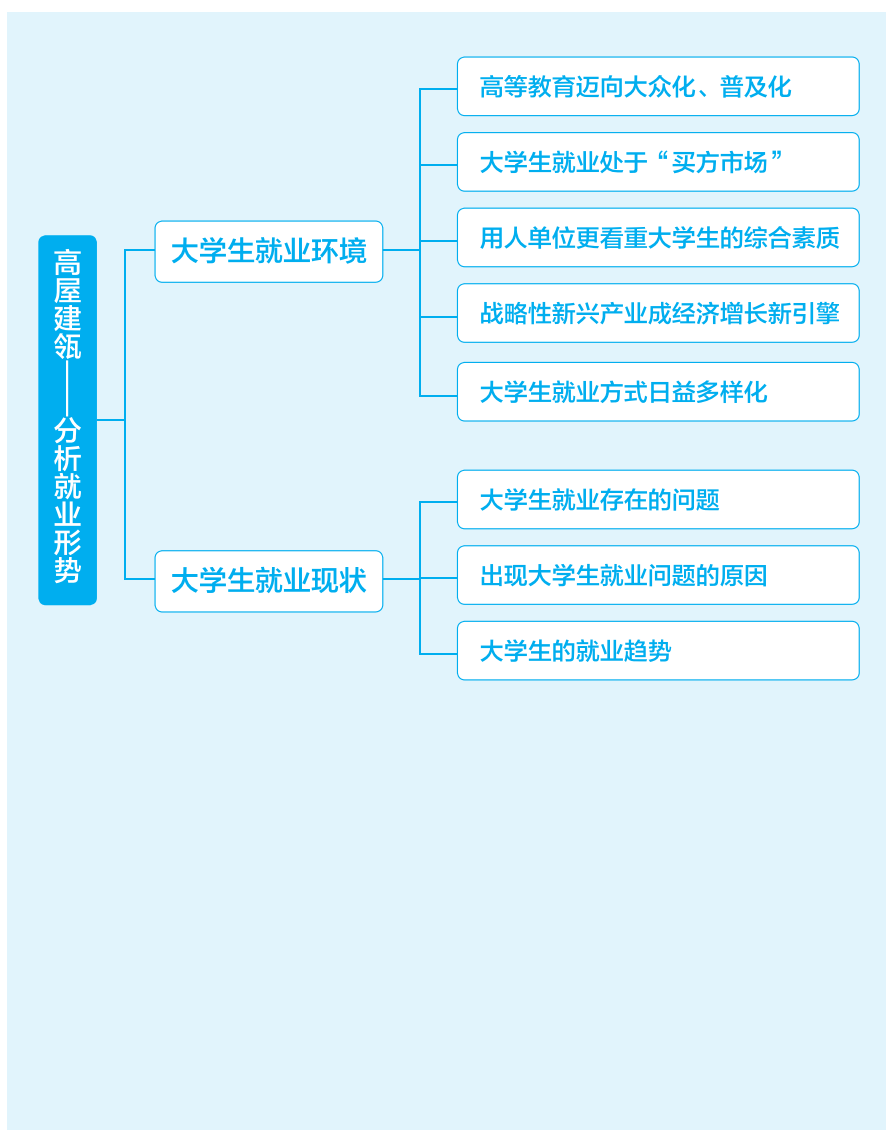 高屋建瓴——分析就业形势
大学生就业环境
高等教育迈向大众化、普及化
大学生就业处于“买方市场”
用人单位更看重大学生的综合素质
战略性新兴产业成经济增长新引擎
大学生就业方式日益多样化
大学生就业现状
大学生就业存在的问题
出现大学生就业问题的原因
大学生的就业趋势